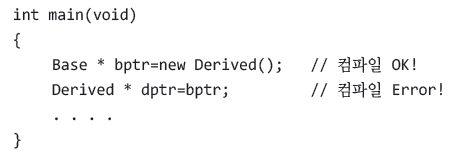 int main(void)
{
    Base * bptr=new Derived();   // 컴파일 OK!
    Derived * dptr=bptr;         // 컴파일 Error!
    . . . .
}